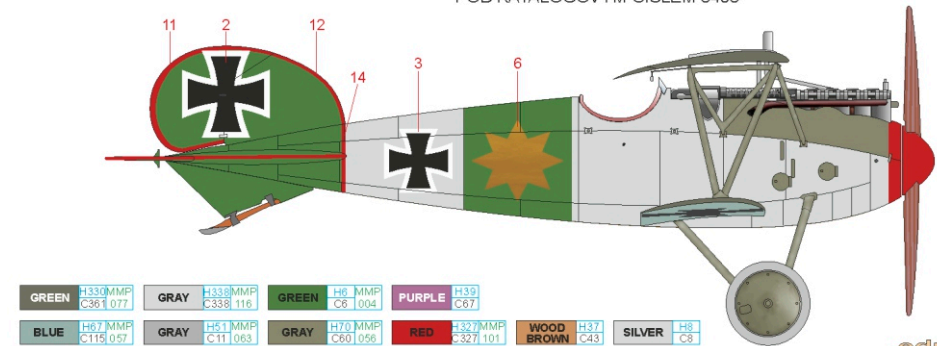 11 2 12
14 3 6
GREEN H330 MMP GRAY H338 MMP GREEN H6 MMP PURPLE H39
C361 077 C338 116 C6 004 C67
BLUE H67 MMP GRAY H51 MMP GRAY H70 MMP RED H327 MMP WOOD BROWN H37 SILVER H8
C115 057 C11 063 C60 056 C327 101 C43 C8